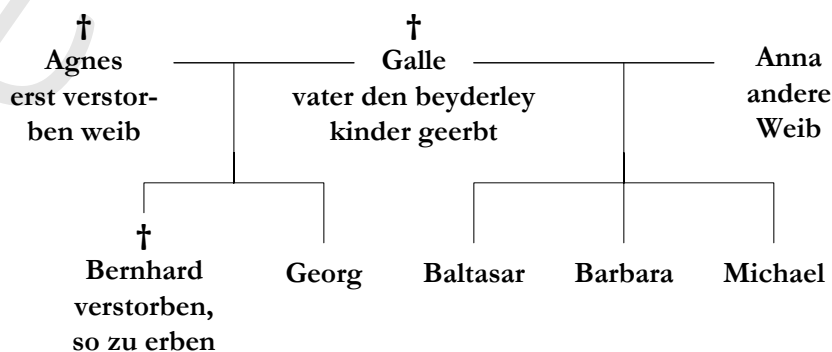 †
Agnes
erst verstor-
ben weib
†
Galle
vater den beyderley
kinder geerbt
Anna
andere
Weib
†
Bernhard
verstorben,
so zu erben
Georg
Baltasar
Barbara
Michael